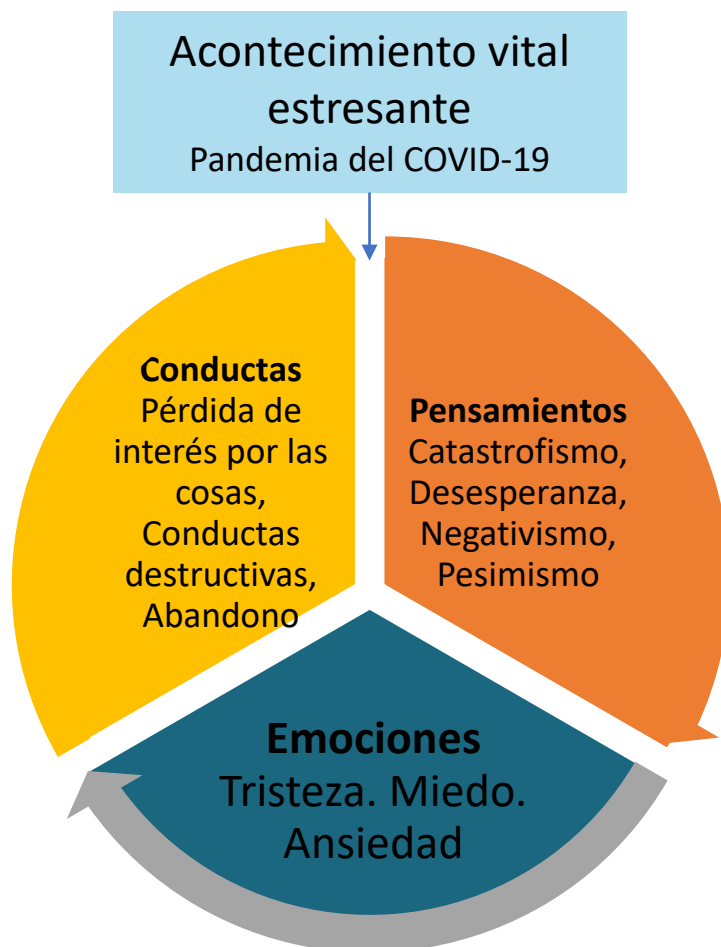 Acontecimiento vital
estresante
Pandemia del COVID-19
Conductas
Pérdida de
interés por las
cosas,
Conductas
destructivas,
Abandono
Pensamientos
Catastrofismo,
Desesperanza,
Negativismo,
Pesimismo
Emociones
Tristeza. Miedo.
Ansiedad